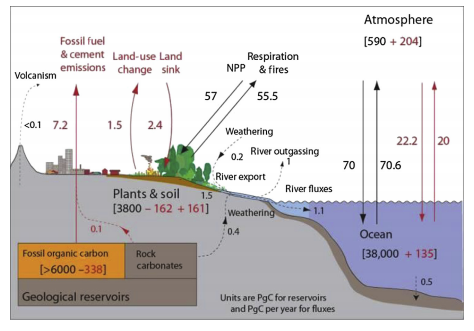 Atmosphere
[590 + 204]
Fossil fuel
& cement
emissions
Land-use
change
Land
sink
Respiration
& fires
NPP
Volcanism
<0.1
7.2
1.5
2.4
57
55.5
Weathering
0.2
River outgassing
1
River export
1.5
River fluxes
1.1
70
70.6
22.2
20
Plants & soil
[3800 – 162 + 161]
Weathering
0.4
0.1
Ocean
[38,000 + 135]
Fossil organic carbon
[>6000 –338]
Rock
carbonates
0.5
Geological reservoirs
Units are PgC for reservoirs
and PgC per year for fluxes